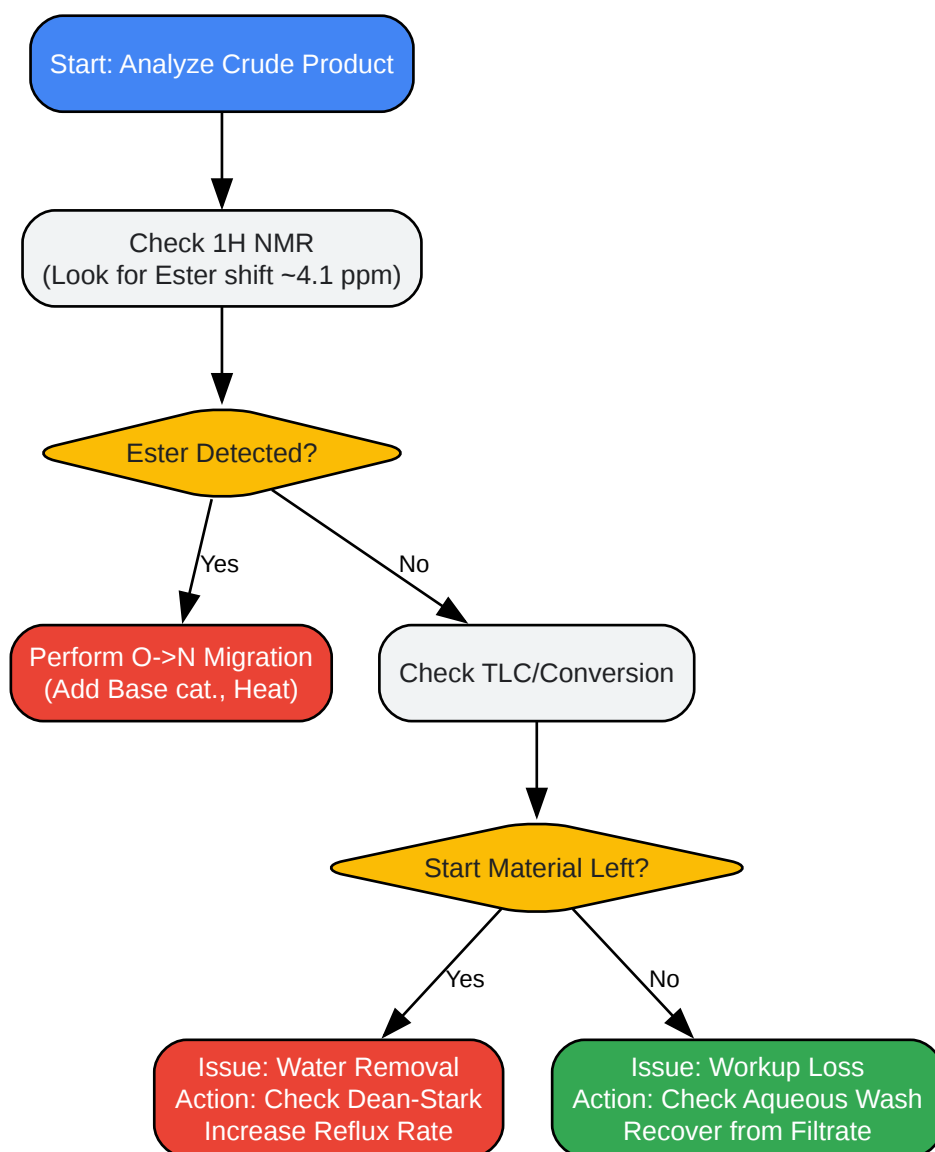 Start: Analyze Crude Product
Check 1H NMR
(Look for Ester shift ~4.1 ppm)
Ester Detected?
Yes
No
Perform O->N Migration
(Add Base cat., Heat)
Check TLC/Conversion
Start Material Left?
Yes
No
Issue: Water Removal
Action: Check Dean-Stark
Increase Reflux Rate
Issue: Workup Loss
Action: Check Aqueous Wash
Recover from Filtrate